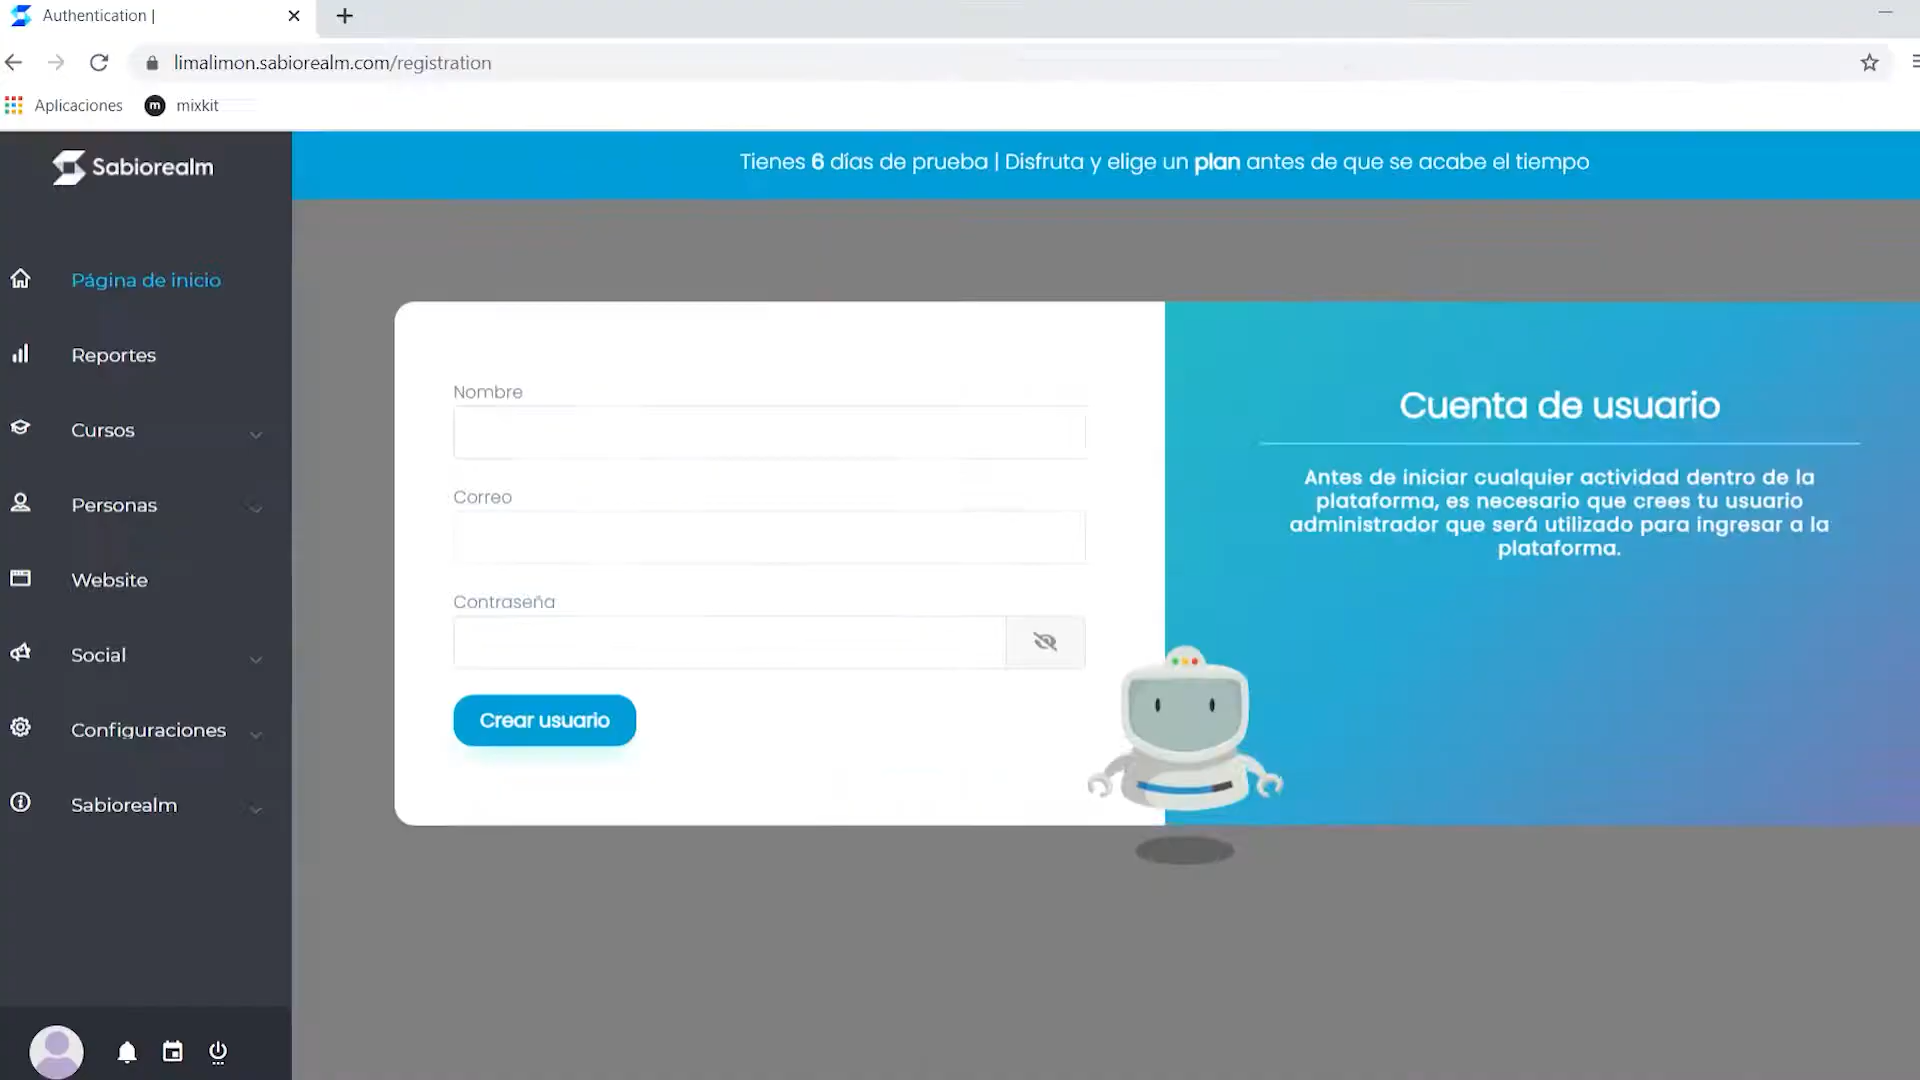 Authentication |
limalimon.sabiorealm.com/registration
Aplicaciones
m mixkit
Sabiorealm
Tienes 6 días de prueba | Disfruta y elige un plan antes de que se acabe el tiempo
Página de inicio
Reportes
Cursos
Personas
Website
Social
Configuraciones
Sabiorealm
Nombre
Correo
Contraseña
Crear usuario
Cuenta de usuario
Antes de iniciar cualquier actividad dentro de la
plataforma, es necesario que crees tu usuario
administrador que será utilizado para ingresar a la
plataforma.